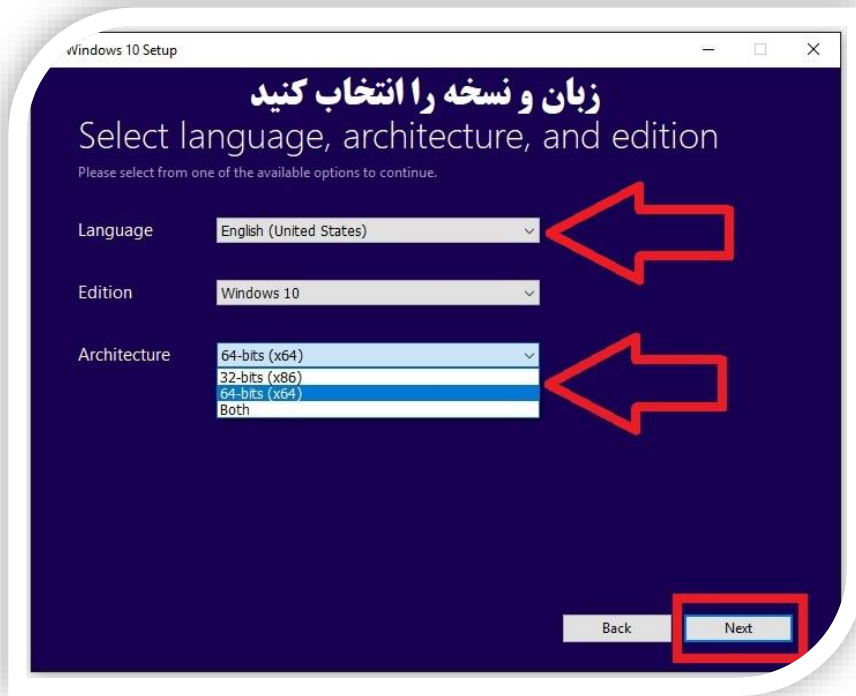 Windows 10 Setup
زبان و نسخه را انتخاب کنید
Select language, architecture, and edition
Please select from one of the available options to continue.
Language English (United States)
Edition Windows 10
Architecture 64-bits (x64)
32-bits (x86)
64-bits (x64)
Both
Back Next